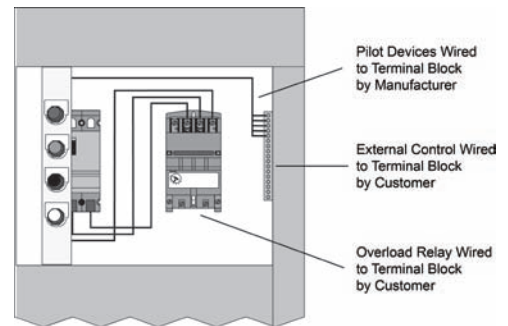 Pilot Devices Wired
to Terminal Block
by Manufacturer
External Control Wired
to Terminal Block
by Customer
Overload Relay Wired
to Terminal Block
by Customer